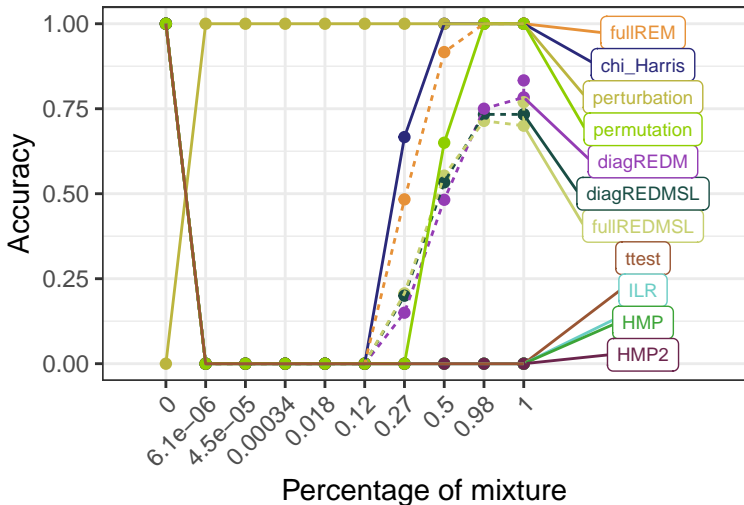 Accuracy
1.00
0.75
0.50
0.25
0.00
fullREM
chi_Harris
perturbation
permutation
diagREDM
diagREDMSL
fullREDMSL
ttest
ILR
HMP
HMP2
0
6.1e−06
4.5e−05
0.00034
0.018
0.12
0.27
0.5
0.98
1
Percentage of mixture